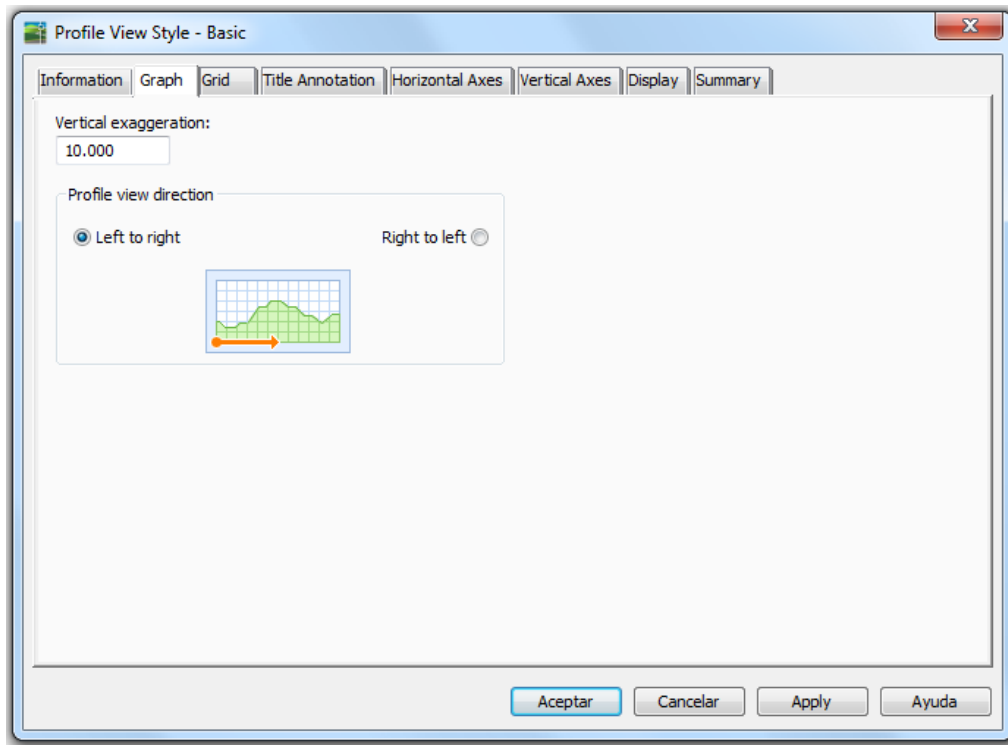 Profile View Style - Basic
Information Graph Grid Title Annotation Horizontal Axes Vertical Axes Display Summary
Vertical exaggeration:
10.000
Profile view direction
Left to right Right to left
Aceptar Cancelar Apply Ayuda